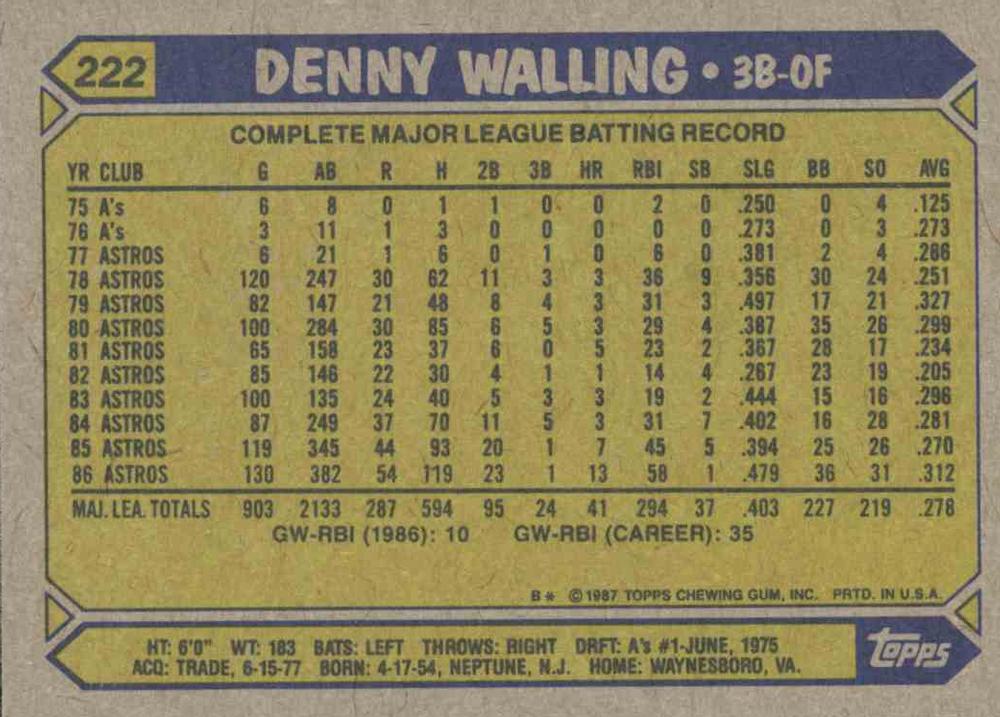 222 DENNY WALLING • 3B-OF
COMPLETE MAJOR LEAGUE BATTING RECORD
YR CLUB G AB R H 2B 3B HR RBI SB SLG BB SO AVG
75 A's 6 8 0 1 1 0 0 2 0 .250 0 4 .125
76 A's 3 11 1 3 0 0 0 0 0 .273 0 3 .273
77 ASTROS 6 21 1 6 0 1 0 6 0 .381 2 4 .286
78 ASTROS 120 247 30 62 11 3 3 36 9 .356 30 24 .251
79 ASTROS 82 147 21 48 8 4 3 31 3 .497 17 21 .327
80 ASTROS 100 284 30 85 6 5 3 29 4 .387 35 26 .299
81 ASTROS 65 158 23 37 6 0 5 23 2 .367 28 17 .234
82 ASTROS 85 146 22 30 4 1 1 14 4 .267 23 19 .205
83 ASTROS 100 135 24 40 5 3 3 19 2 .444 15 16 .296
84 ASTROS 87 249 37 70 11 5 3 31 7 .402 16 28 .281
85 ASTROS 119 345 44 93 20 1 7 45 5 .394 25 26 .270
86 ASTROS 130 382 54 119 23 1 13 58 1 .479 36 31 .312
MAJ. LEA. TOTALS 903 2133 287 594 95 24 41 294 37 .403 227 219 .278
GW-RBI (1986): 10 GW-RBI (CAREER): 35
B* ©1987 TOPPS CHEWING GUM, INC. PRTD. IN U.S.A.
HT: 6'0" WT: 183 BATS: LEFT THROWS: RIGHT DRFT: A's #1-JUNE, 1975
ACQ: TRADE, 6-15-77 BORN: 4-17-54, NEPTUNE, N.J. HOME: WAYNESBORO, VA.
topps